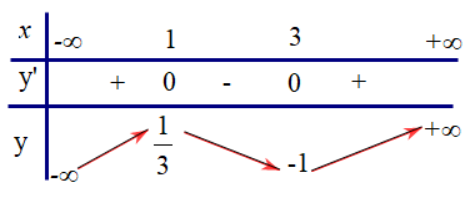 x -∞ 1 3 +∞
y' + 0 - 0 +
y -∞ 1/3 -1 +∞